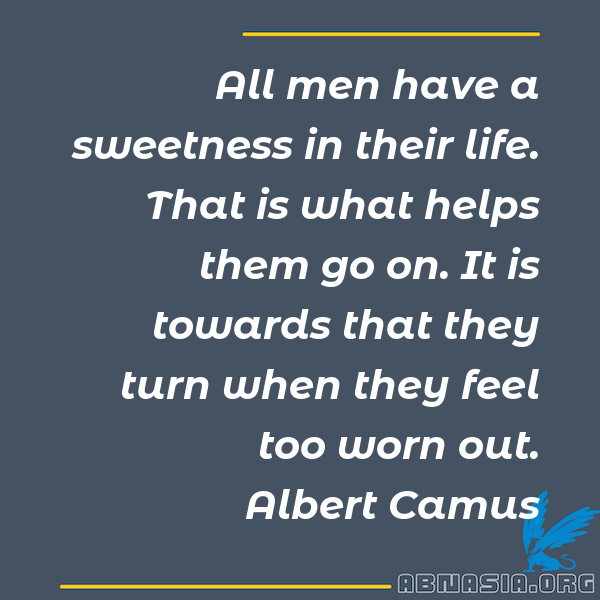 All men have a
sweetness in their life.
That is what helps
them go on. It is
towards that they
turn when they feel
too worn out.
Albert Camus
ABNASIA.ORG